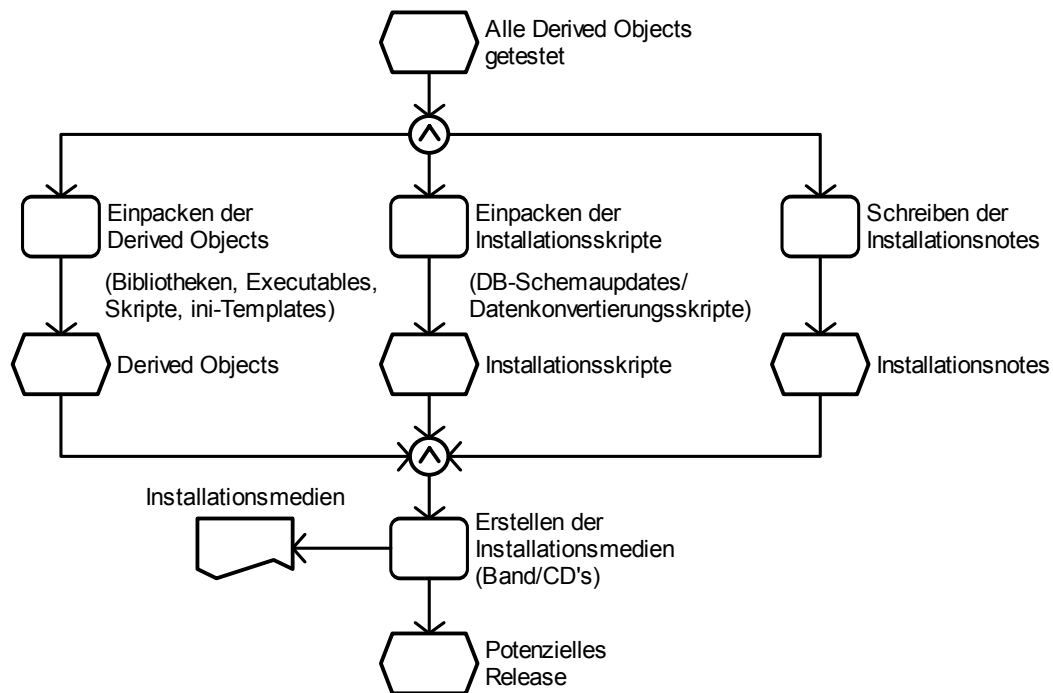 Alle Derived Objects
getestet
Einpacken der
Derived Objects
(Bibliotheken, Executables,
Skripte, ini-Templates)
Einpacken der
Installationsskripte
(DB-Schemaupdates/
Datenkonvertierungsskripte)
Schreiben der
Installationsnotes
Derived Objects
Installationsskripte
Installationsnotes
Installationsmedien
Erstellen der
Installationsmedien
(Band/CD's)
Potenzielles
Release